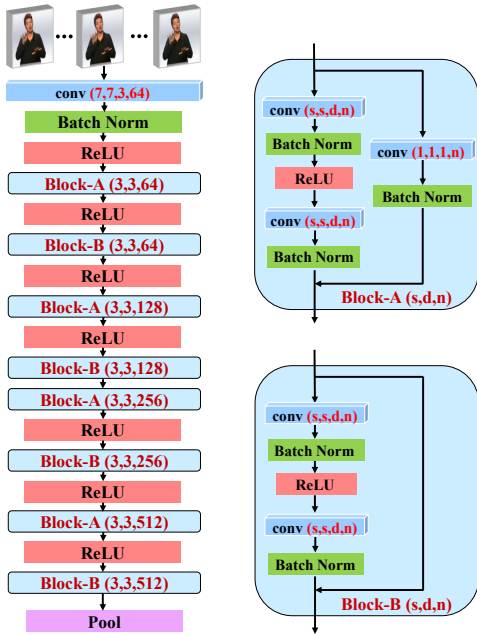 conv (7,7,3,64)
Batch Norm
ReLU
Block-A (3,3,64)
ReLU
Block-B (3,3,64)
ReLU
Block-A (3,3,128)
ReLU
Block-B (3,3,128)
Block-A (3,3,256)
ReLU
Block-B (3,3,256)
ReLU
Block-A (3,3,512)
ReLU
Block-B (3,3,512)
Pool
conv (s,s,d,n)
Batch Norm
ReLU
conv (s,s,d,n)
Batch Norm
conv (1,1,1,n)
Batch Norm
Block-A (s,d,n)
conv (s,s,d,n)
Batch Norm
ReLU
conv (s,s,d,n)
Batch Norm
Block-B (s,d,n)